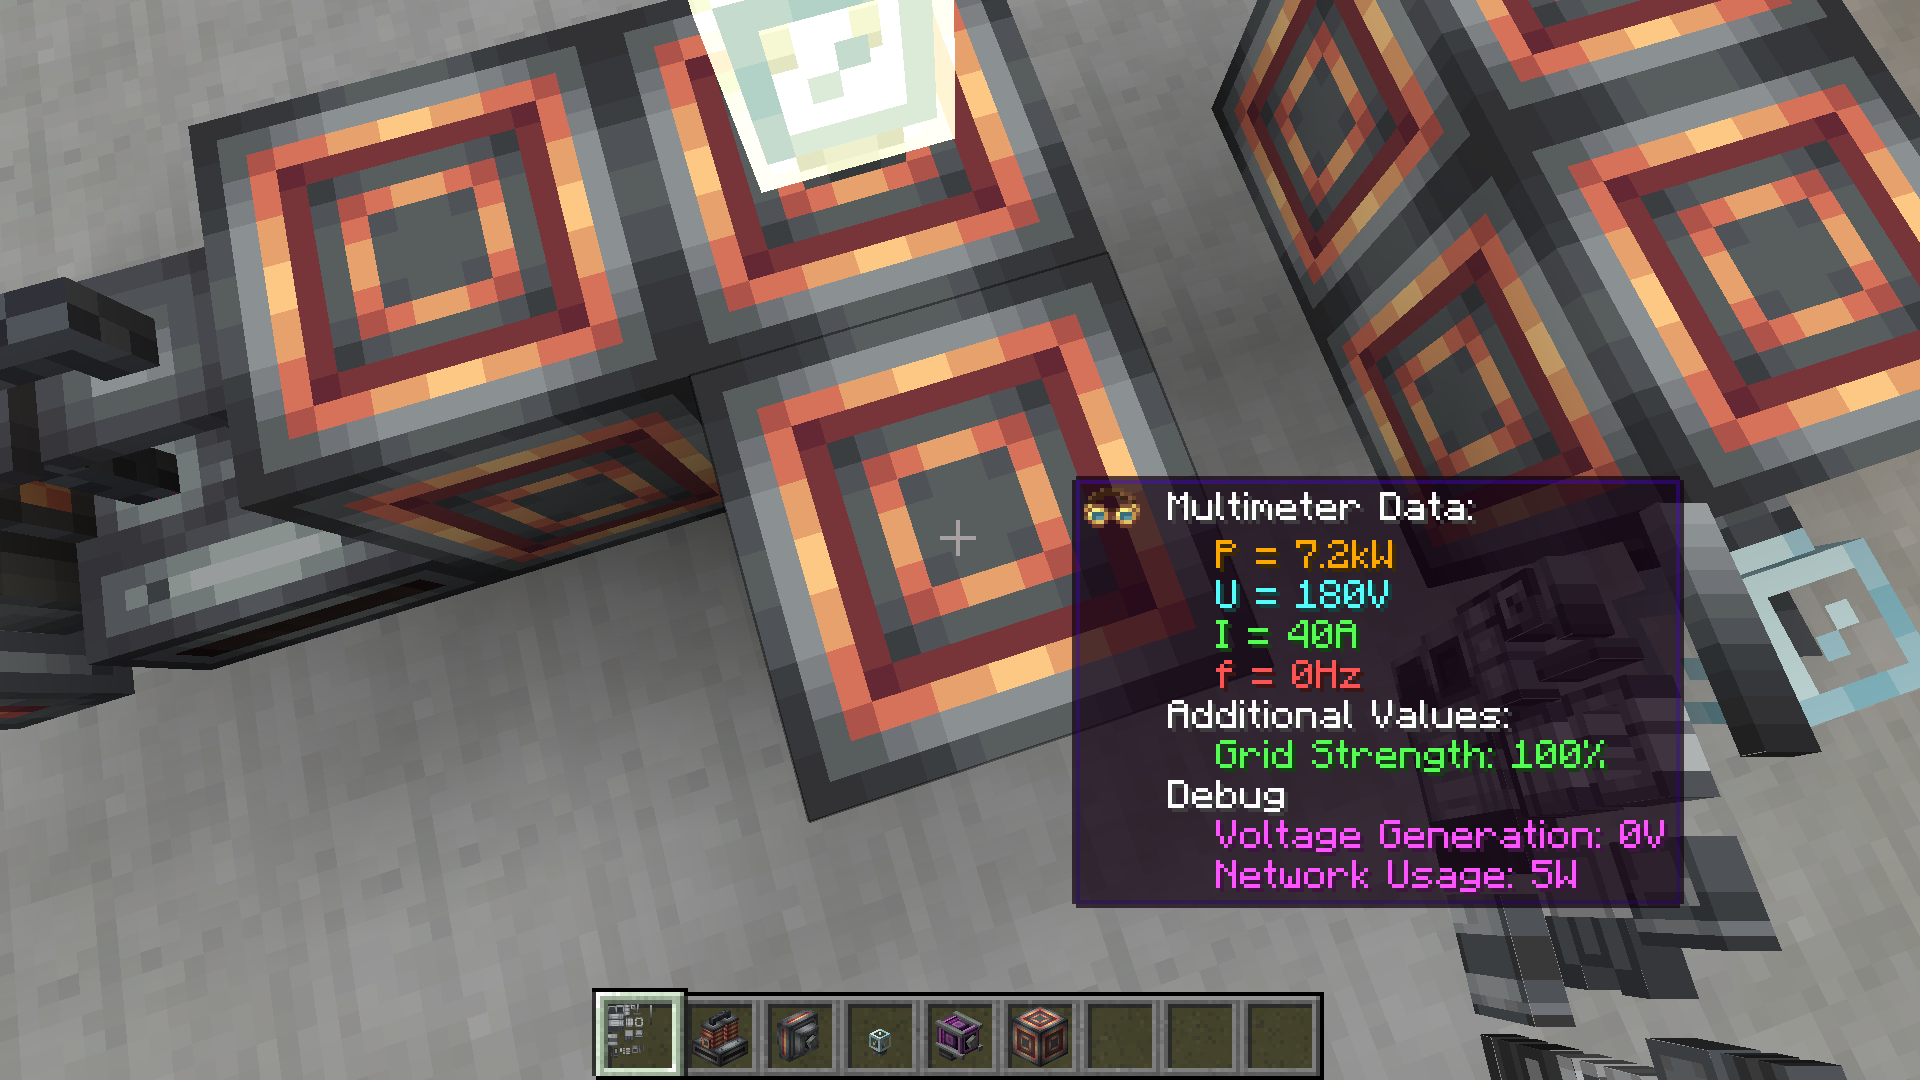 Multimeter Data:
P = 7.2kW
U = 180V
I = 40A
f = 0Hz
Additional Values:
Grid Strength: 100%
Debug
Voltage Generation: 0V
Network Usage: 5W